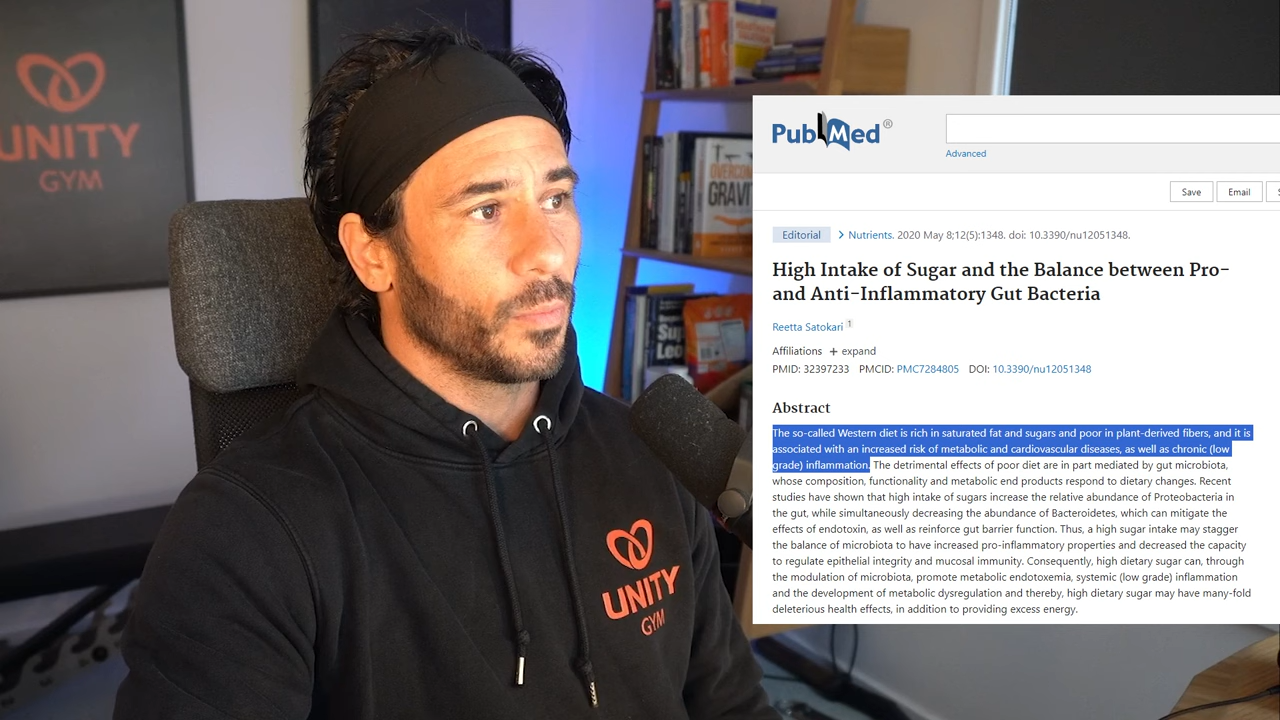 UNITY
GYM
OVERCOM
GRAVI
UNITY
GYM
PubMed®
Advanced
Save
Email
Editorial
Nutrients. 2020 May 8;12(5):1348. doi: 10.3390/nu12051348.
High Intake of Sugar and the Balance between Pro-
and Anti-Inflammatory Gut Bacteria
Reetta Satokari 1
Affiliations + expand
PMID: 32397233 PMCID: PMC7284805 DOI: 10.3390/nu12051348
Abstract
The so-called Western diet is rich in saturated fat and sugars and poor in plant-derived fibers, and it is
associated with an increased risk of metabolic and cardiovascular diseases, as well as chronic (low
grade) inflammation. The detrimental effects of poor diet are in part mediated by gut microbiota,
whose composition, functionality and metabolic end products respond to dietary changes. Recent
studies have shown that high intake of sugars increase the relative abundance of Proteobacteria in
the gut, while simultaneously decreasing the abundance of Bacteroidetes, which can mitigate the
effects of endotoxin, as well as reinforce gut barrier function. Thus, a high sugar intake may stagger
the balance of microbiota to have increased pro-inflammatory properties and decreased the capacity
to regulate epithelial integrity and mucosal immunity. Consequently, high dietary sugar can, through
the modulation of microbiota, promote metabolic endotoxemia, systemic (low grade) inflammation
and the development of metabolic dysregulation and thereby, high dietary sugar may have many-fold
deleterious health effects, in addition to providing excess energy.